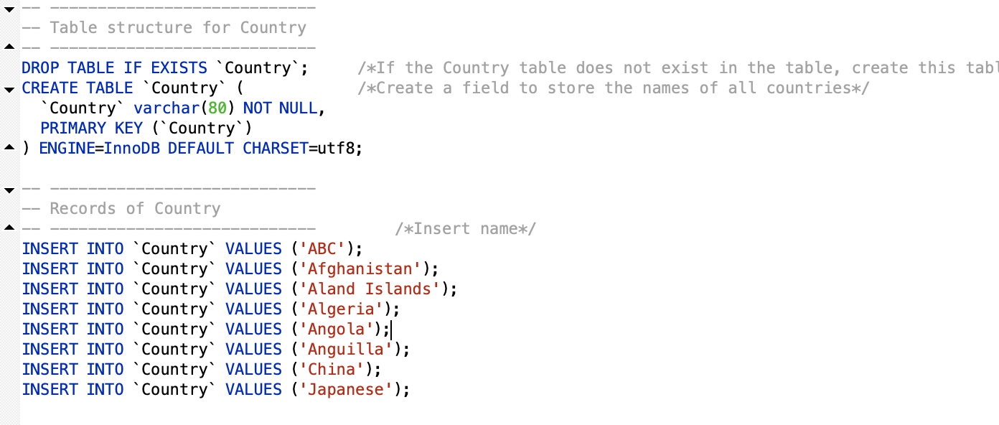 -- ----------------------------
-- Table structure for Country
-- ----------------------------
DROP TABLE IF EXISTS `Country`;     /*If the Country table does not exist in the table, create this tabl
CREATE TABLE `Country` (            /*Create a field to store the names of all countries*/
  `Country` varchar(80) NOT NULL,
  PRIMARY KEY (`Country`)
) ENGINE=InnoDB DEFAULT CHARSET=utf8;

-- ----------------------------
-- Records of Country
-- ----------------------------        /*Insert name*/
INSERT INTO `Country` VALUES ('ABC');
INSERT INTO `Country` VALUES ('Afghanistan');
INSERT INTO `Country` VALUES ('Aland Islands');
INSERT INTO `Country` VALUES ('Algeria');
INSERT INTO `Country` VALUES ('Angola');
INSERT INTO `Country` VALUES ('Anguilla');
INSERT INTO `Country` VALUES ('China');
INSERT INTO `Country` VALUES ('Japanese');